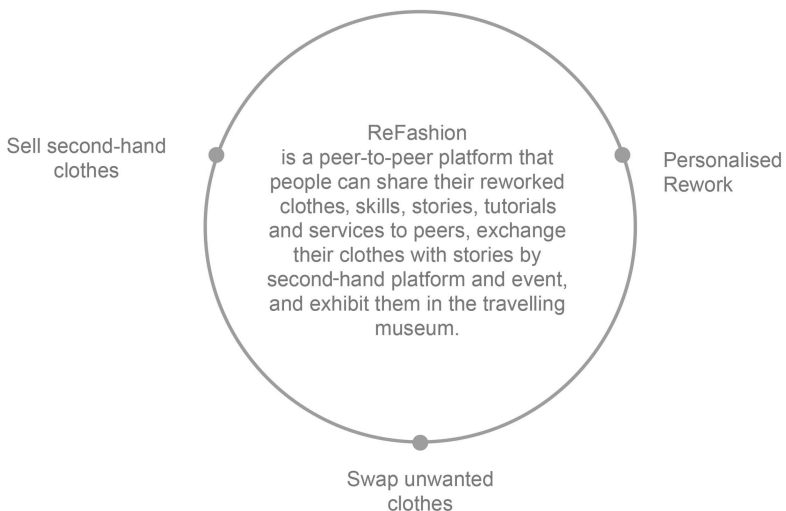 Sell second-hand
clothes
ReFashion
is a peer-to-peer platform that
people can share their reworked
clothes, skills, stories, tutorials
and services to peers, exchange
their clothes with stories by
second-hand platform and event,
and exhibit them in the travelling
museum.
Personalised
Rework
Swap unwanted
clothes